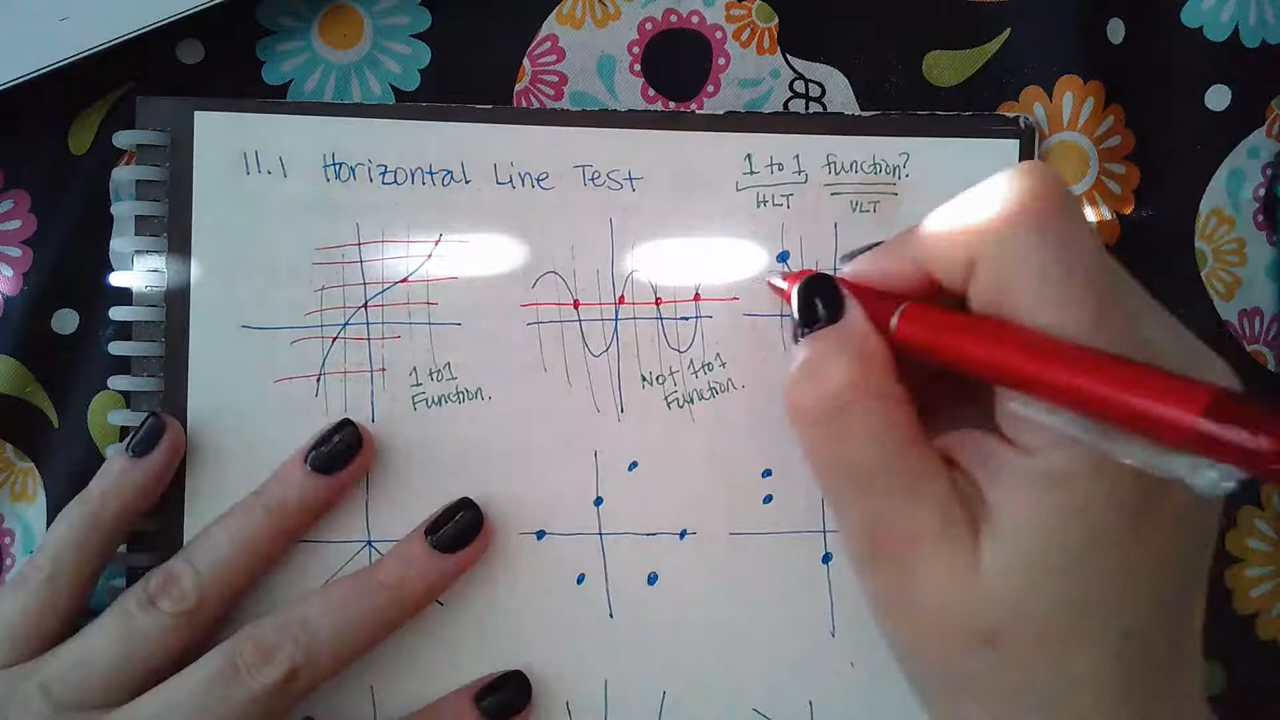 11.1 Horizontal Line Test
1 to 1 function?
HLT VLT
1 to 1
Function.
Not 1 to 1
Function.